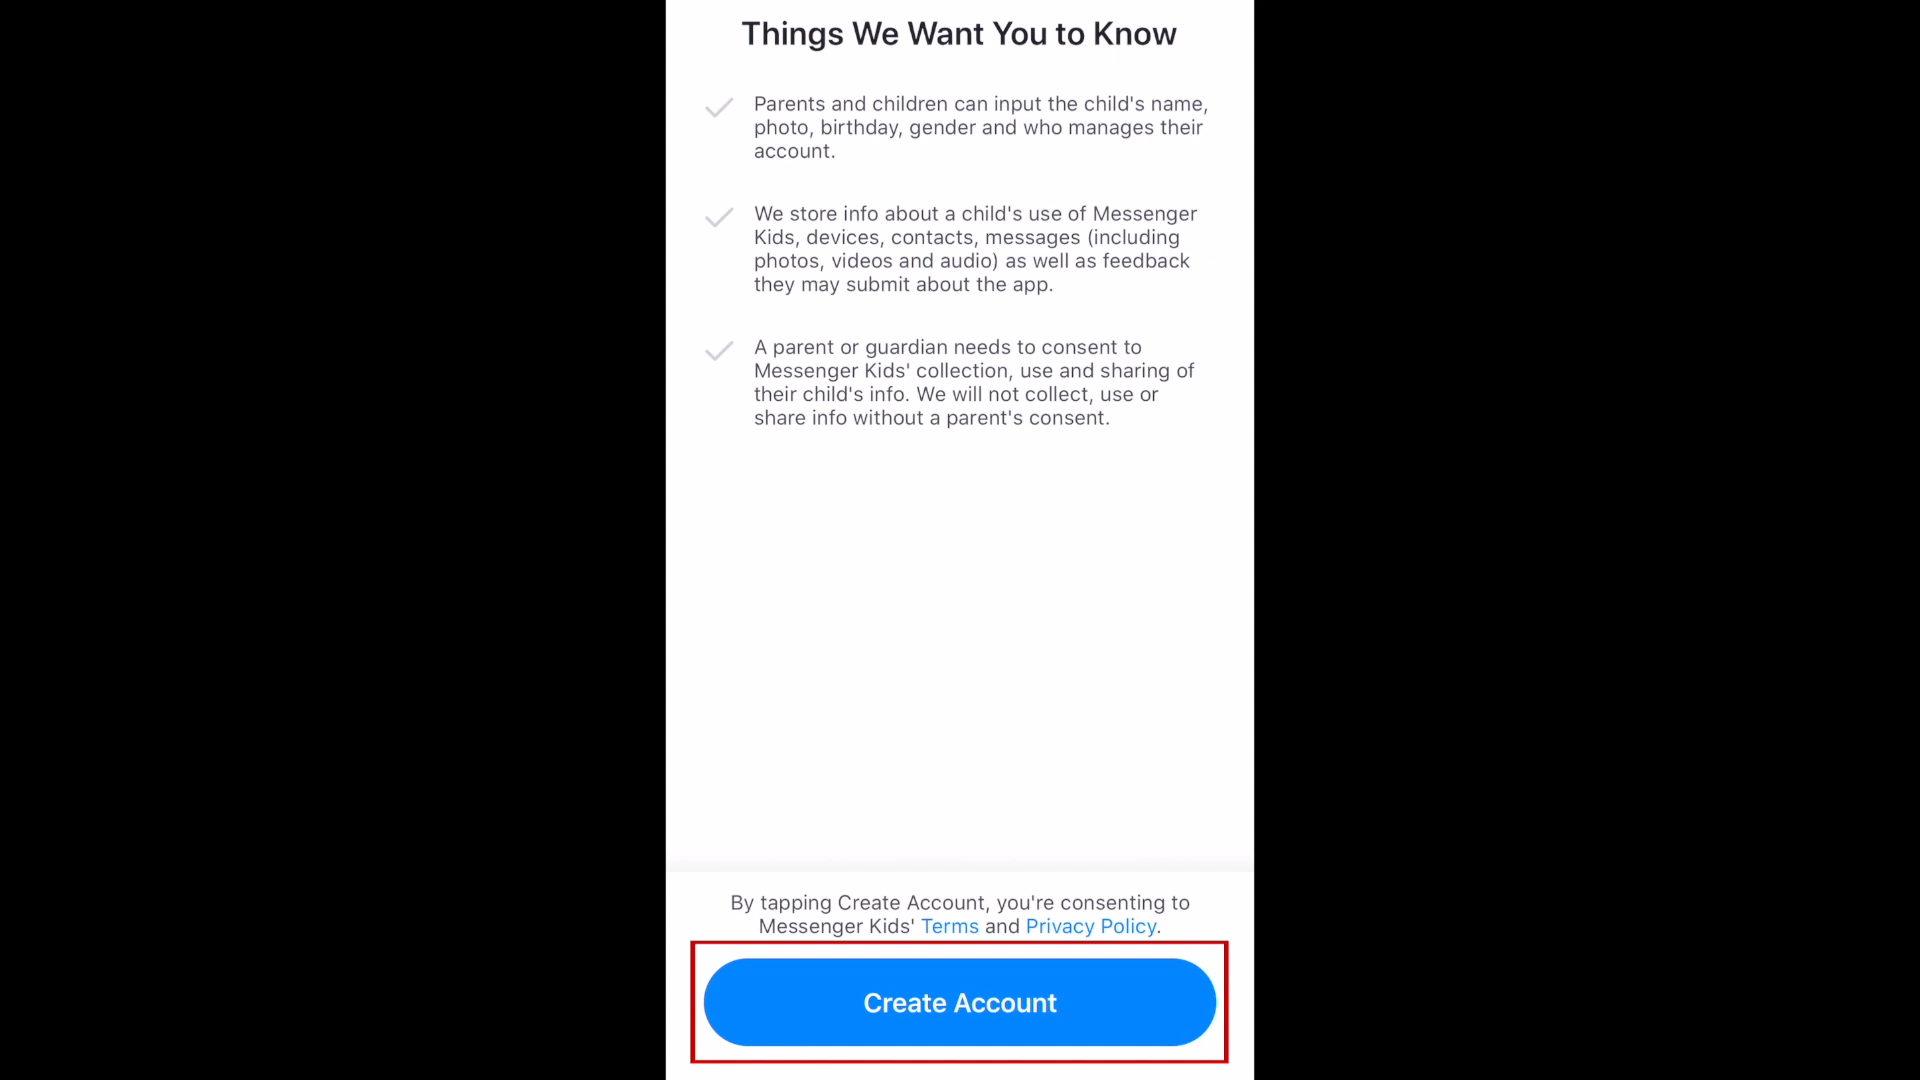 Things We Want You to Know
Parents and children can input the child's name,
photo, birthday, gender and who manages their
account.
We store info about a child's use of Messenger
Kids, devices, contacts, messages (including
photos, videos and audio) as well as feedback
they may submit about the app.
A parent or guardian needs to consent to
Messenger Kids' collection, use and sharing of
their child's info. We will not collect, use or
share info without a parent's consent.
By tapping Create Account, you're consenting to
Messenger Kids' Terms and Privacy Policy.
Create Account